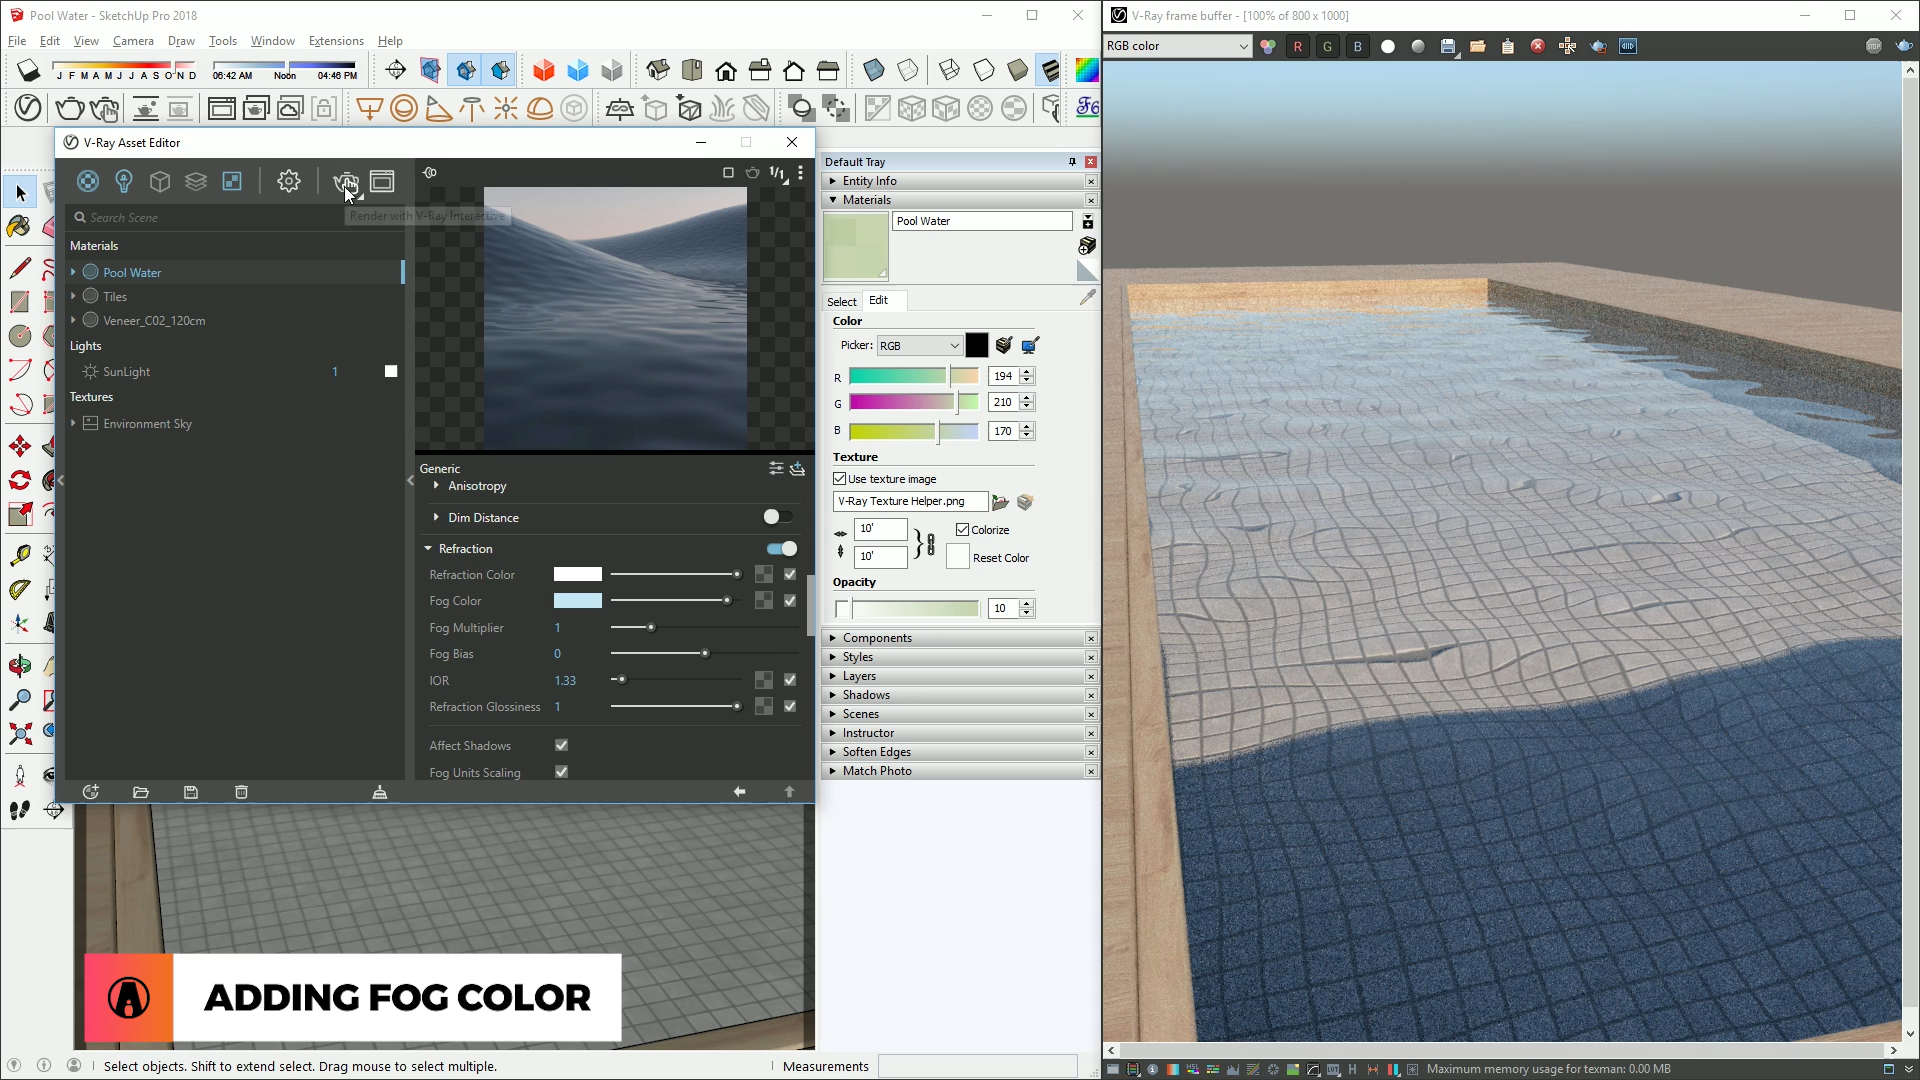 Pool Water - SketchUp Pro 2018
File Edit View Camera Draw Tools Window Extensions Help
J F M A M J J A S O N D
06:42 AM Noon 04:46 PM
V-Ray Asset Editor
Search Scene
Render with V-Ray Interactive
Materials
Pool Water
Tiles
Veneer_C02_120cm
Lights
SunLight 1
Textures
Environment Sky
1/1
Generic
Anisotropy
Dim Distance
Refraction
Refraction Color
Fog Color
Fog Multiplier 1
Fog Bias 0
IOR 1.33
Refraction Glossiness 1
Affect Shadows
Fog Units Scaling
ADDING FOG COLOR
Select objects. Shift to extend select. Drag mouse to select multiple.
Measurements
Default Tray
Entity Info
Materials
Pool Water
Select Edit
Color
Picker: RGB
R 194
G 210
B 170
Texture
Use texture image
V-Ray Texture Helper.png
10'
10'
Colorize
Reset Color
Opacity
10
Components
Styles
Layers
Shadows
Scenes
Instructor
Soften Edges
Match Photo
V-Ray frame buffer - [100% of 800 x 1000]
RGB color
R G B
STOP
Maximum memory usage for texman: 0.00 MB